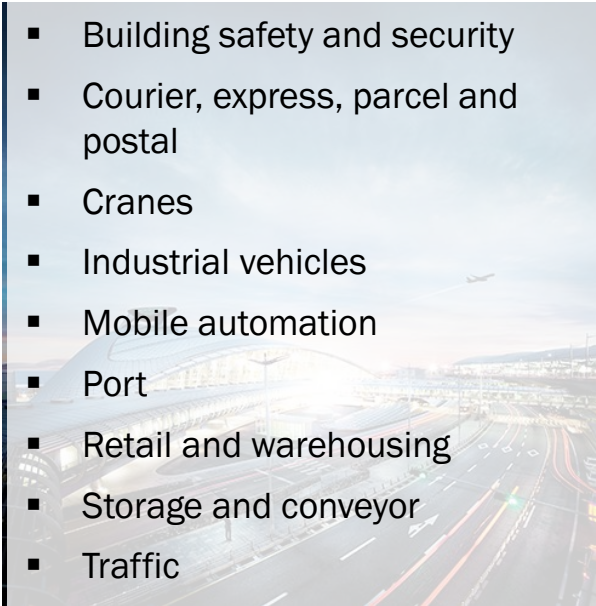 ▪ Building safety and security
▪ Courier, express, parcel and
postal
▪ Cranes
▪ Industrial vehicles
▪ Mobile automation
▪ Port
▪ Retail and warehousing
▪ Storage and conveyor
▪ Traffic